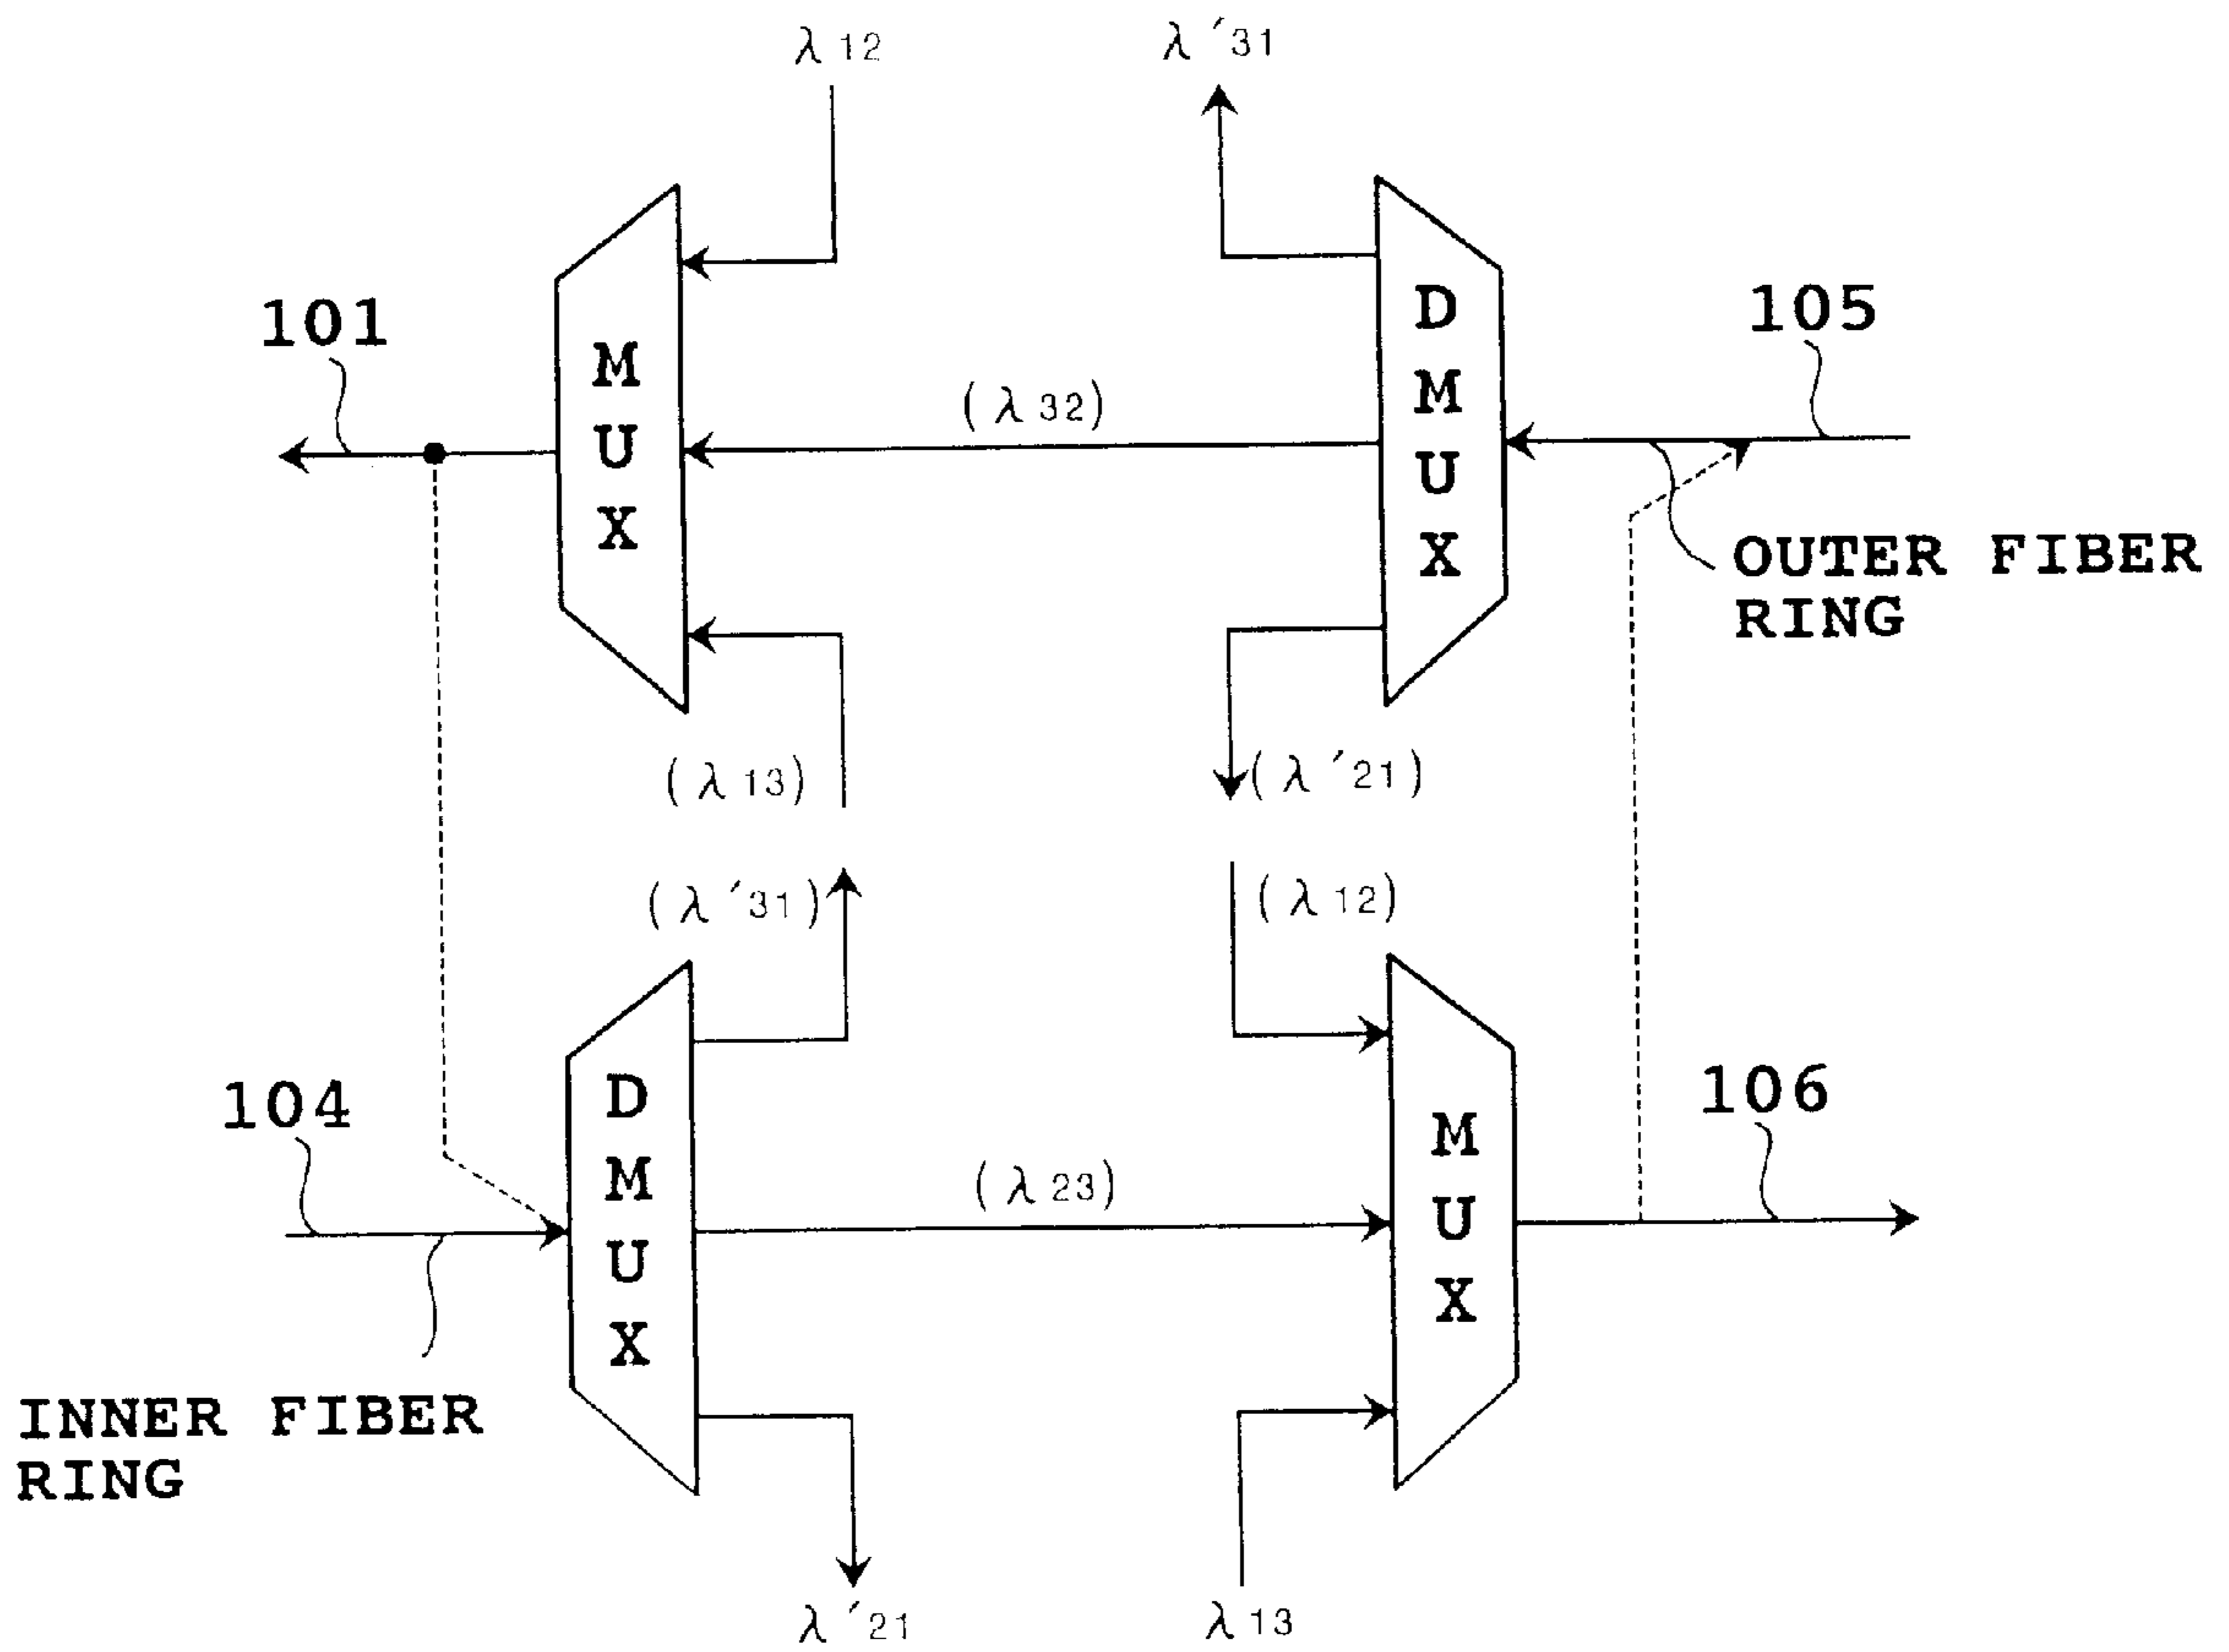 λ12
λ´31
101
105
M
U
X
D
M
U
X
(λ32)
OUTER FIBER
RING
(λ13)
(λ´21)
(λ´31)
(λ12)
104
106
D
M
U
X
M
U
X
(λ23)
INNER FIBER
RING
λ´21
λ13